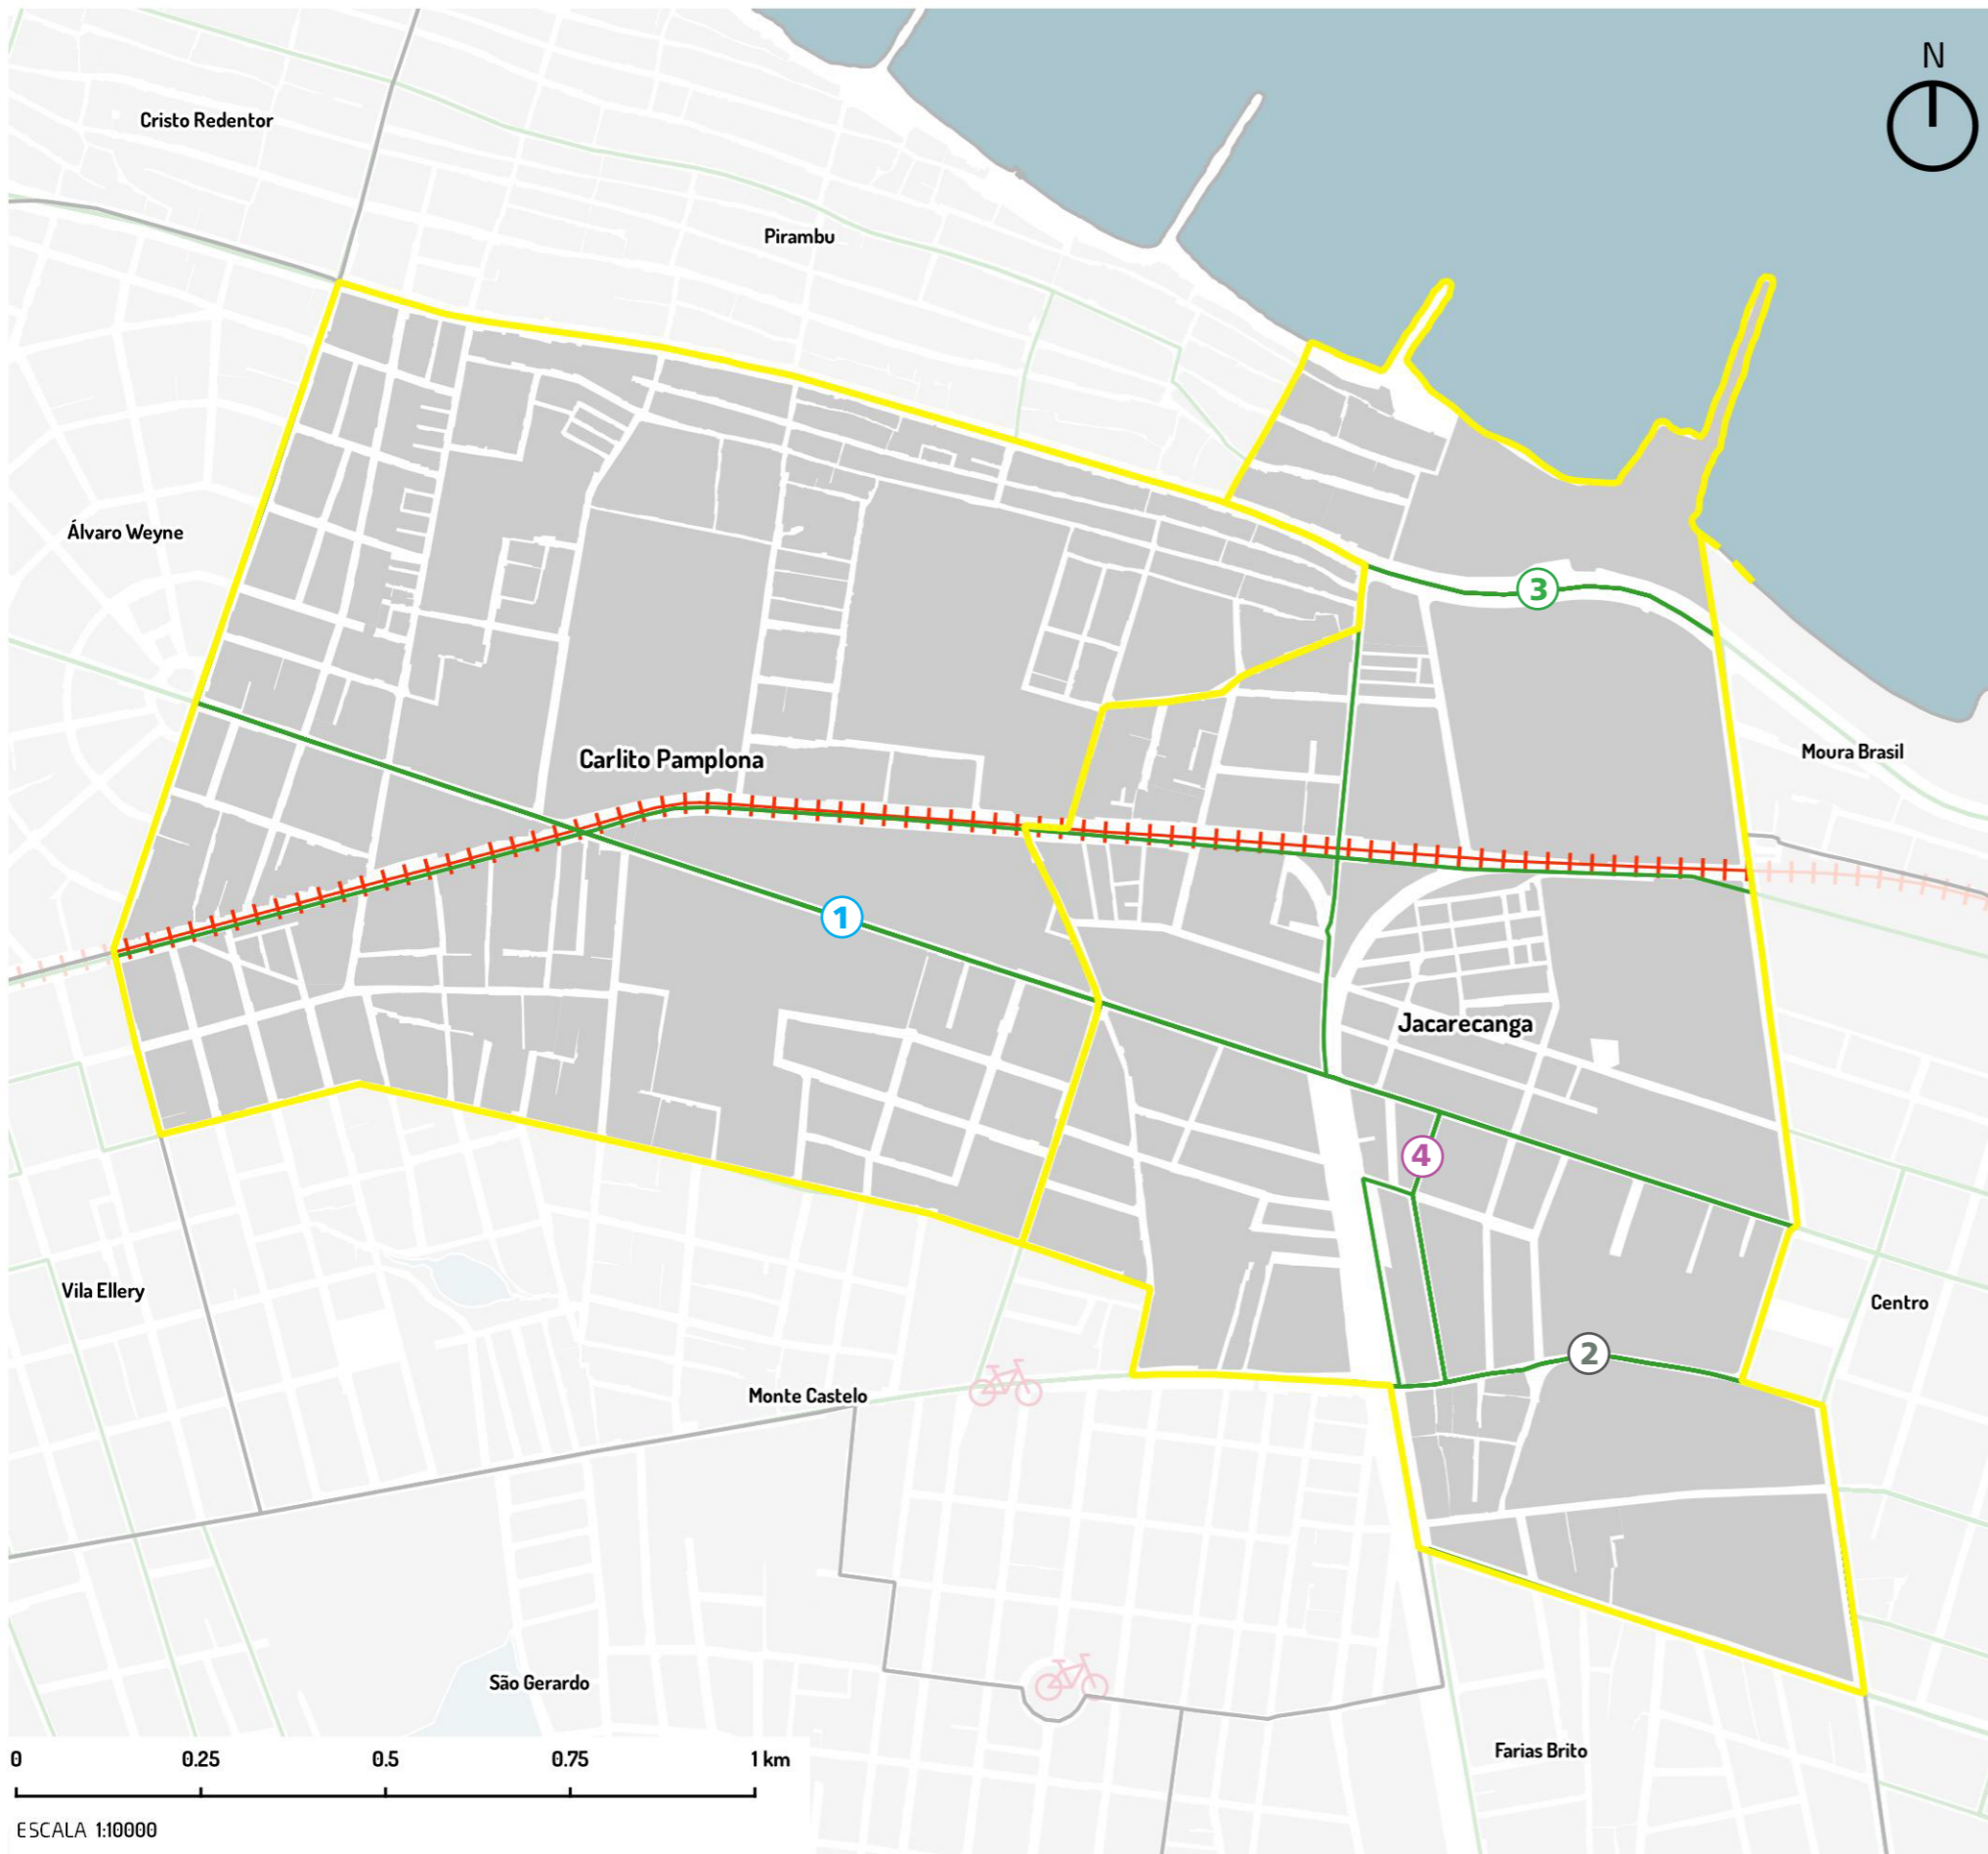 N
Cristo Redentor
Pirambu
Álvaro Weyne
3
Moura Brasil
Carlito Pamplona
1
Jacarecanga
4
Vila Ellery
Centro
2
Monte Castelo
São Gerardo
Farias Brito
0 0.25 0.5 0.75 1 km
ESCALA 1:10000